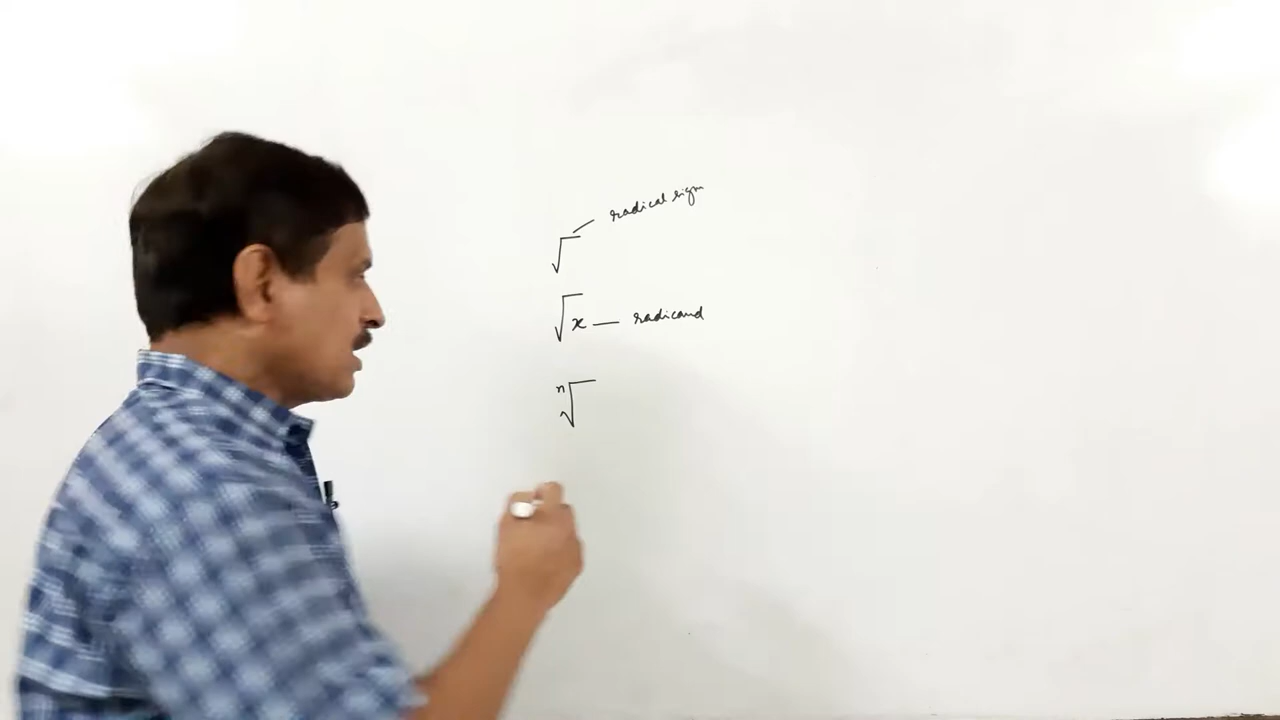 √ radical sign
√x — radicand
ⁿ√